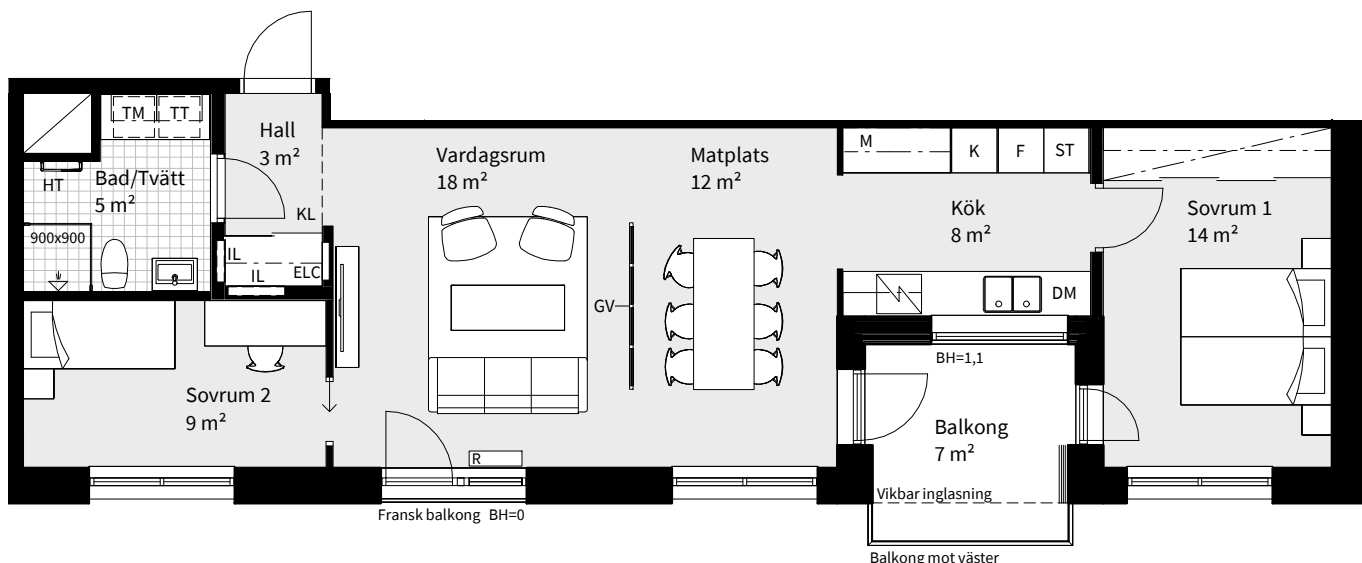 TM
TT
HT
Bad/Tvätt
5 m²
900x900
Hall
3 m²
KL
IL
IL
ELC
Vardagsrum
18 m²
Matplats
12 m²
GV
M
K
F
ST
Kök
8 m²
DM
Sovrum 1
14 m²
Sovrum 2
9 m²
R
Fransk balkong BH=0
BH=1,1
Balkong
7 m²
Vikbar inglasning
Balkong mot väster